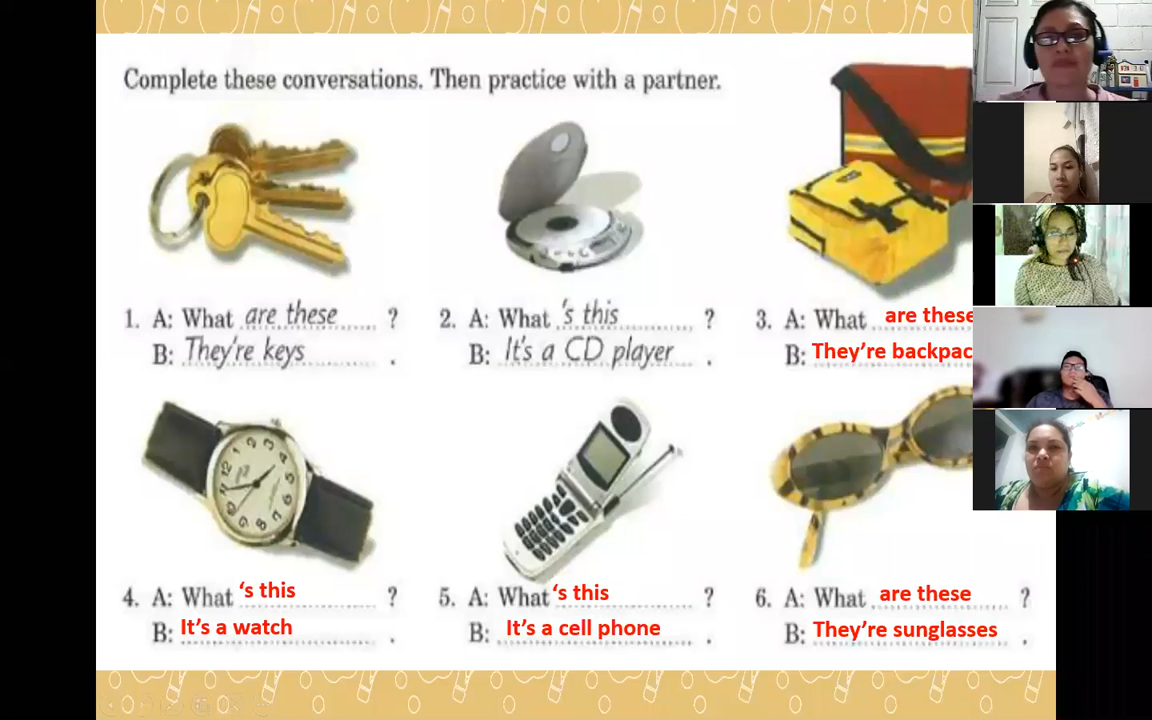 Complete these conversations. Then practice with a partner.
1. A: What are these ?
B: They're keys .
2. A: What 's this ?
B: It's a CD player .
3. A: What are these
B: They're backpac
4. A: What 's this ?
B: It's a watch .
5. A: What 's this ?
B: It's a cell phone .
6. A: What are these ?
B: They're sunglasses .